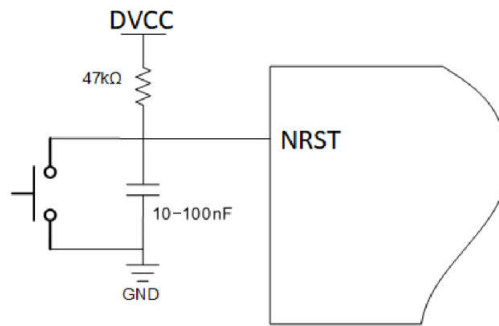 DVCC
47kΩ
NRST
10-100nF
GND